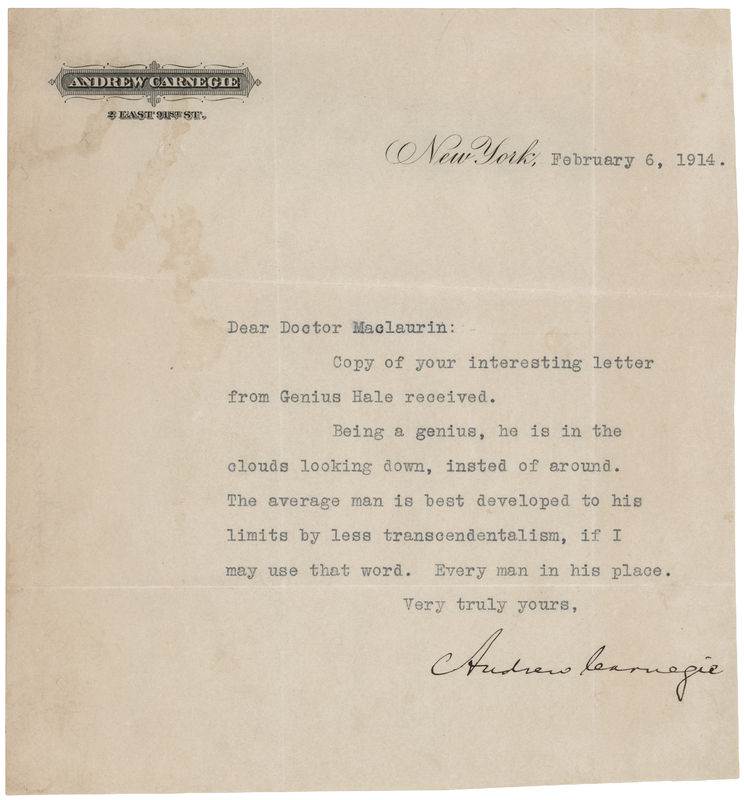 ANDREW CARNEGIE
2 EAST 91ST ST.
New York, February 6, 1914.
Dear Doctor Maclaurin:
Copy of your interesting letter
from Genius Hale received.
Being a genius, he is in the
clouds looking down, insted of around.
The average man is best developed to his
limits by less transcendentalism, if I
may use that word. Every man in his place.
Very truly yours,
Andrew Carnegie